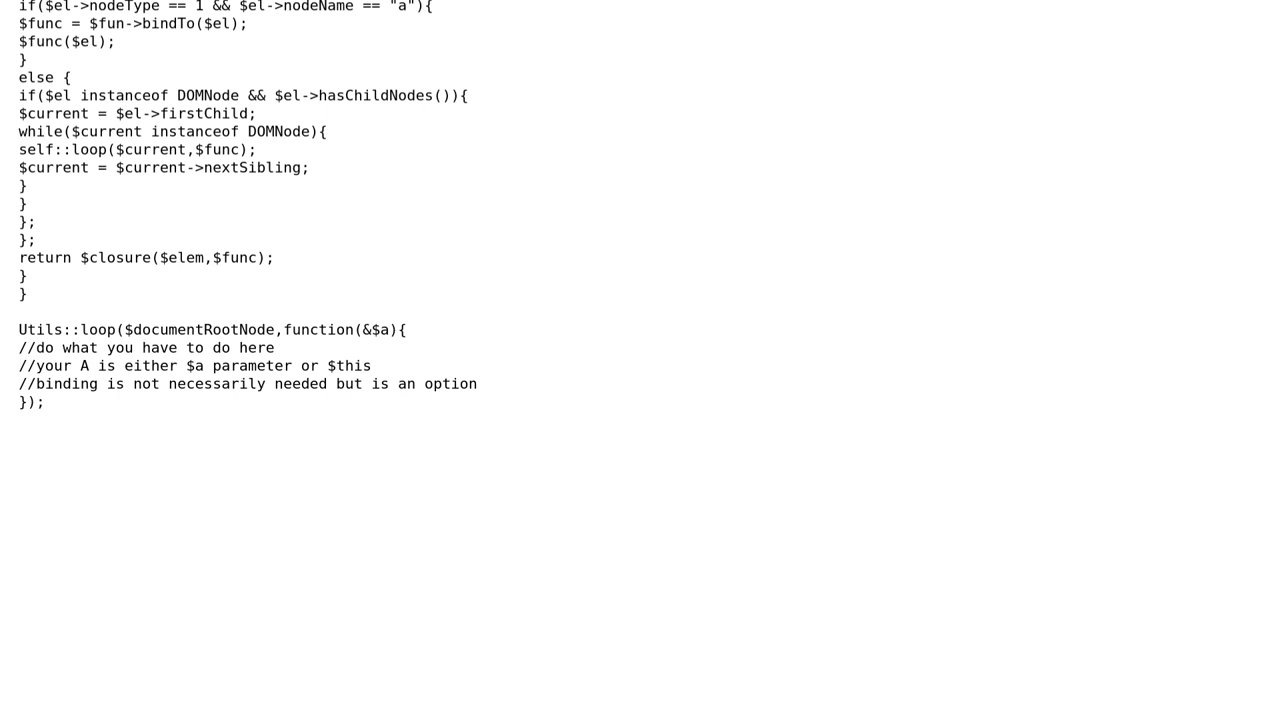 if($el->nodeType == 1 && $el->nodeName == "a"){
$func = $fun->bindTo($el);
$func($el);
}
else {
if($el instanceof DOMNode && $el->hasChildNodes()){
$current = $el->firstChild;
while($current instanceof DOMNode){
self::loop($current,$func);
$current = $current->nextSibling;
}
}
};
};
return $closure($elem,$func);
}
}
Utils::loop($documentRootNode,function(&$a){
//do what you have to do here
//your A is either $a parameter or $this
//binding is not necessarily needed but is an option
});